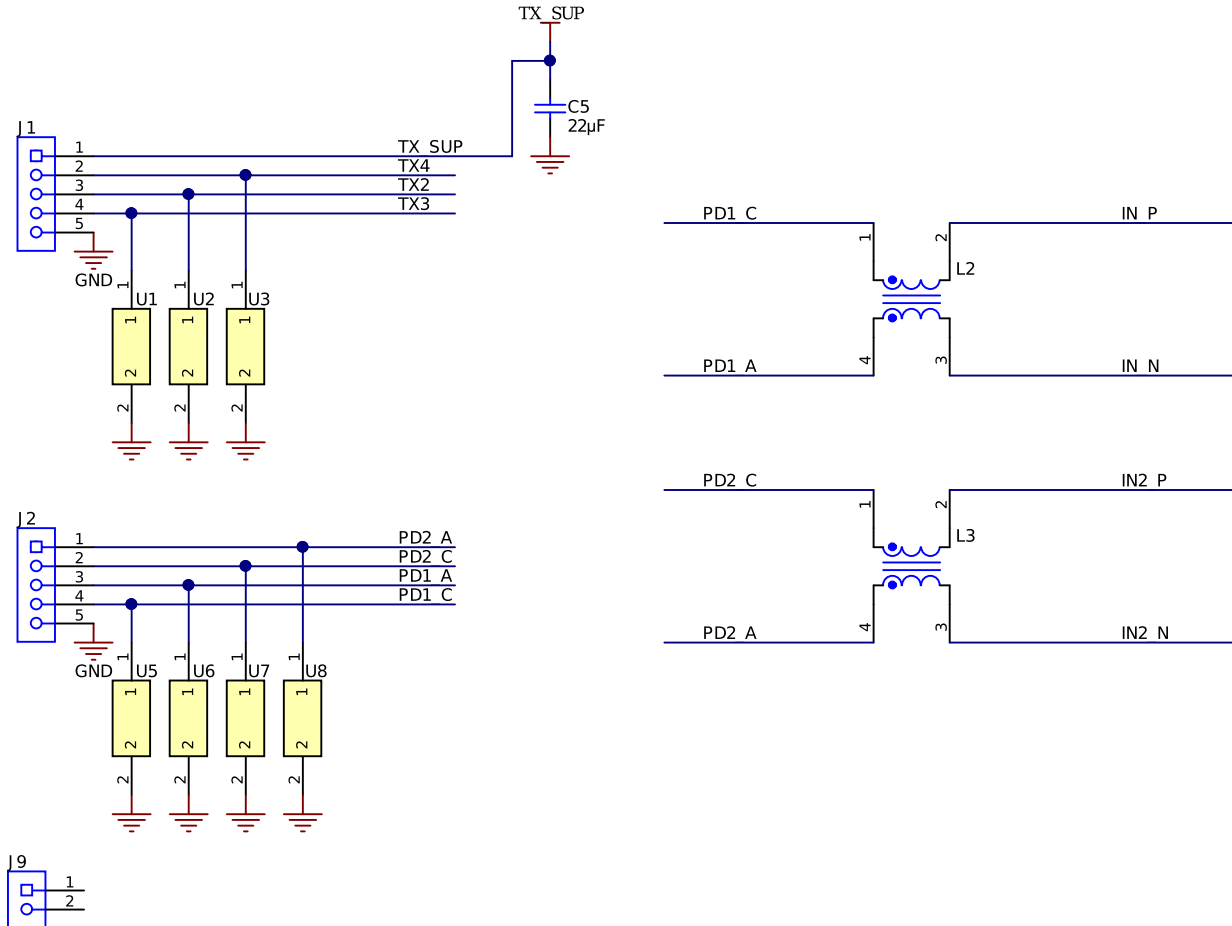 TX_SUP
C5
22µF
J1
1
2
3
4
5
TX_SUP
TX4
TX2
TX3
GND
1
1
1
U1
U2
U3
1
1
1
2
2
2
2
2
2
PD1_C
IN_P
1
2
L2
4
3
PD1_A
IN_N
PD2_C
IN2_P
1
2
L3
4
3
PD2_A
IN2_N
J2
1
2
3
4
5
PD2_A
PD2_C
PD1_A
PD1_C
GND
1
1
1
1
U5
U6
U7
U8
1
1
1
1
2
2
2
2
2
2
2
2
J9
1
2